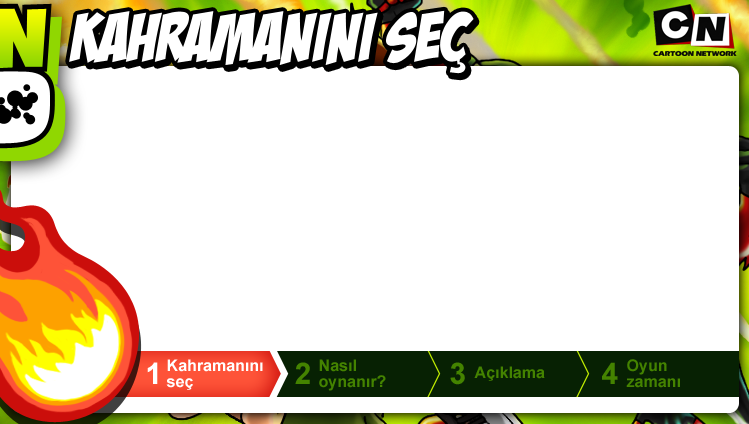 KAHRAMANINI SEÇ
CN
CARTOON NETWORK
N
1 Kahramanını
seç
2 Nasıl
oynanır?
3 Açıklama
4 Oyun
zamanı